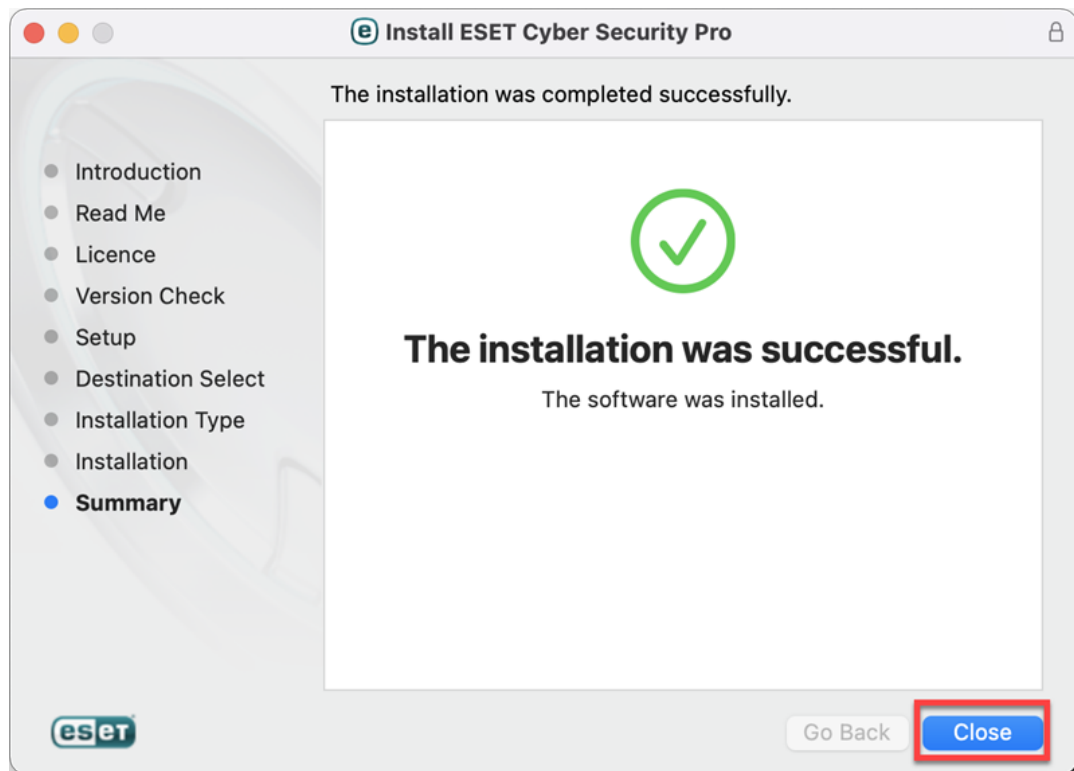 Install ESET Cyber Security Pro
The installation was completed successfully.
Introduction
Read Me
Licence
Version Check
Setup
Destination Select
Installation Type
Installation
Summary
The installation was successful.
The software was installed.
eseT
Go Back
Close